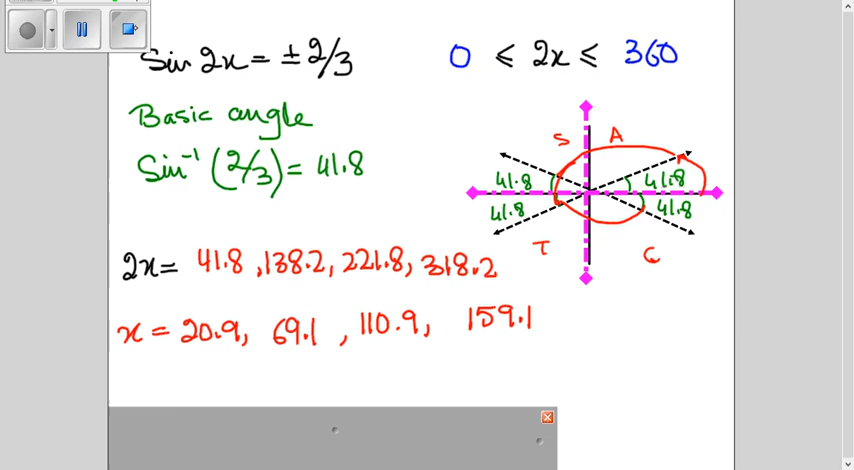 Sin 2x = ± 2/3
0 ≤ 2x ≤ 360
Basic angle
Sin⁻¹ (2/3) = 41.8
S A
41.8 41.8
41.8 41.8
T C
2x = 41.8, 138.2, 221.8, 318.2
x = 20.9, 69.1, 110.9, 159.1